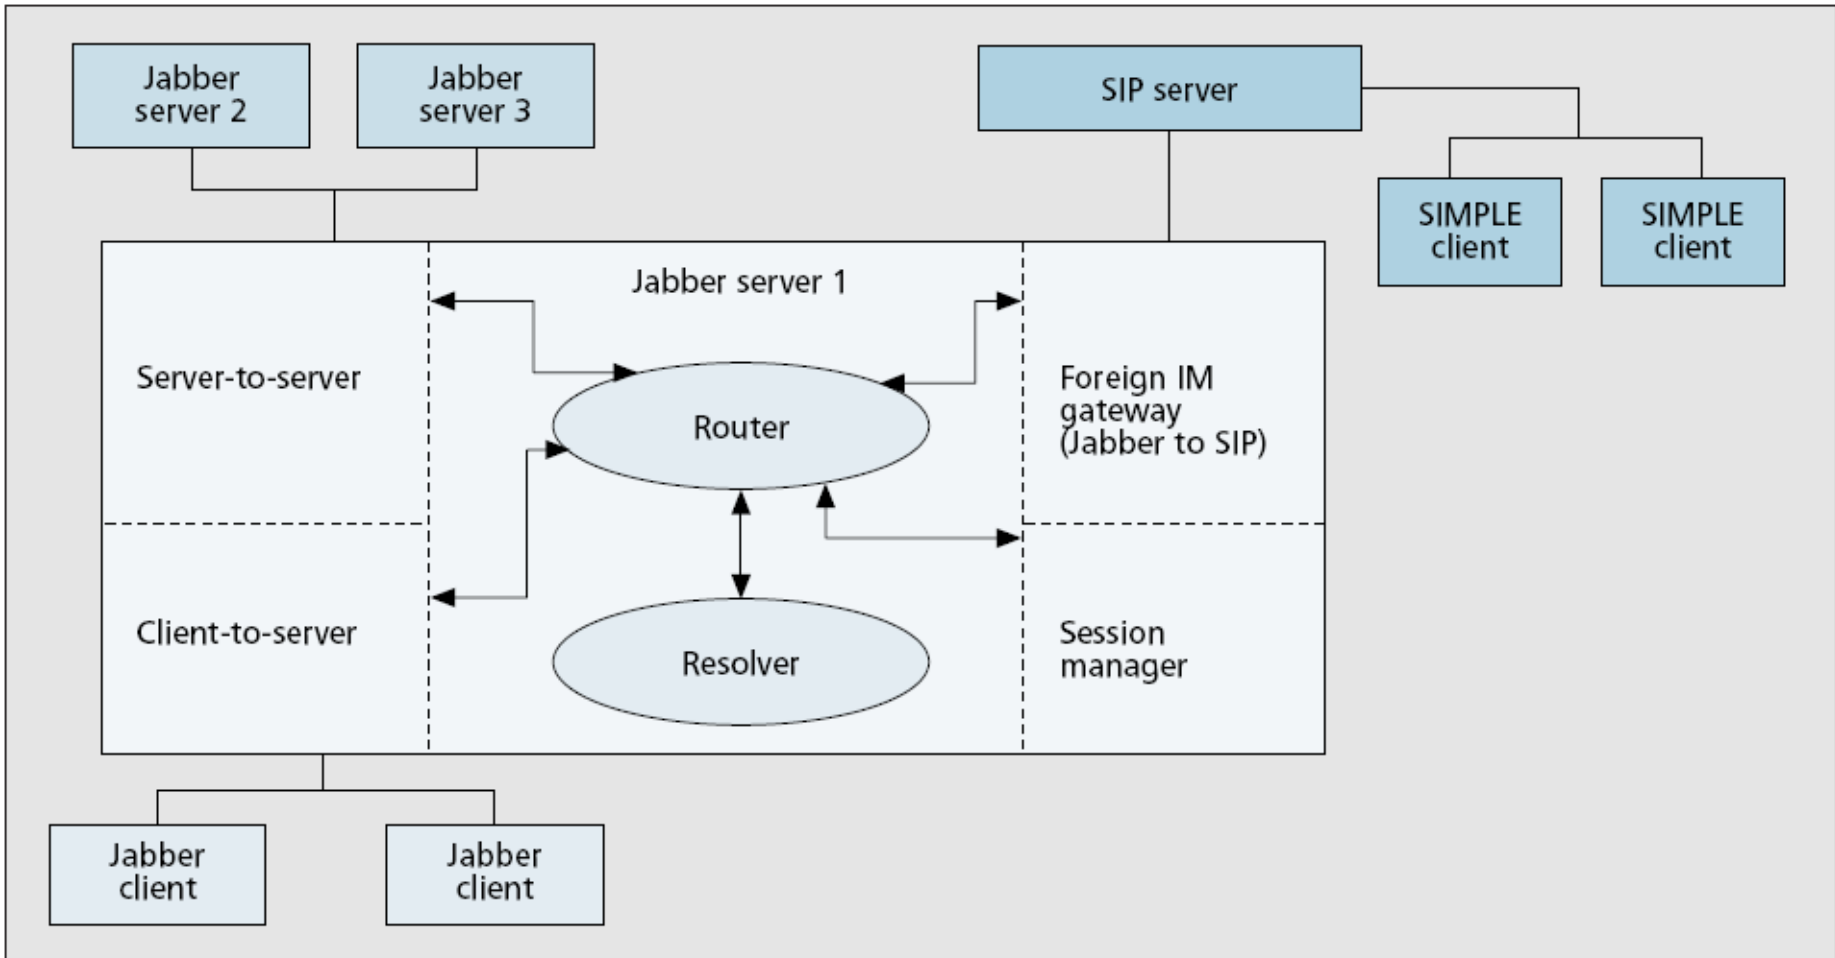 Jabber
server 2
Jabber
server 3
SIP server
SIMPLE
client
SIMPLE
client
Jabber server 1
Server-to-server
Router
Foreign IM
gateway
(Jabber to SIP)
Client-to-server
Resolver
Session
manager
Jabber
client
Jabber
client